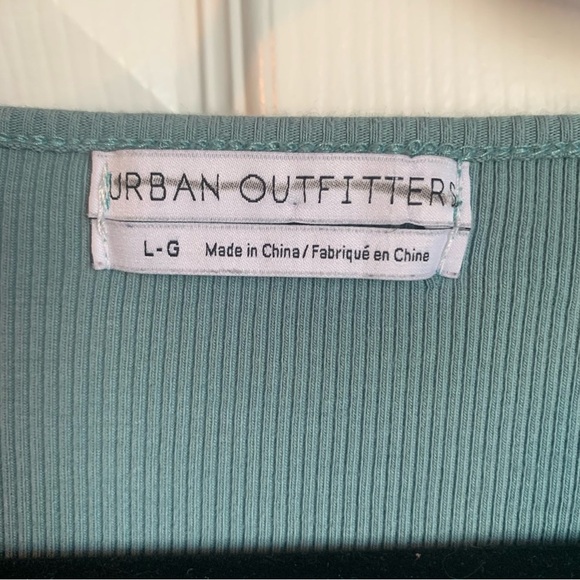 URBAN OUTFITTERS
L-G Made in China/Fabriqué en Chine